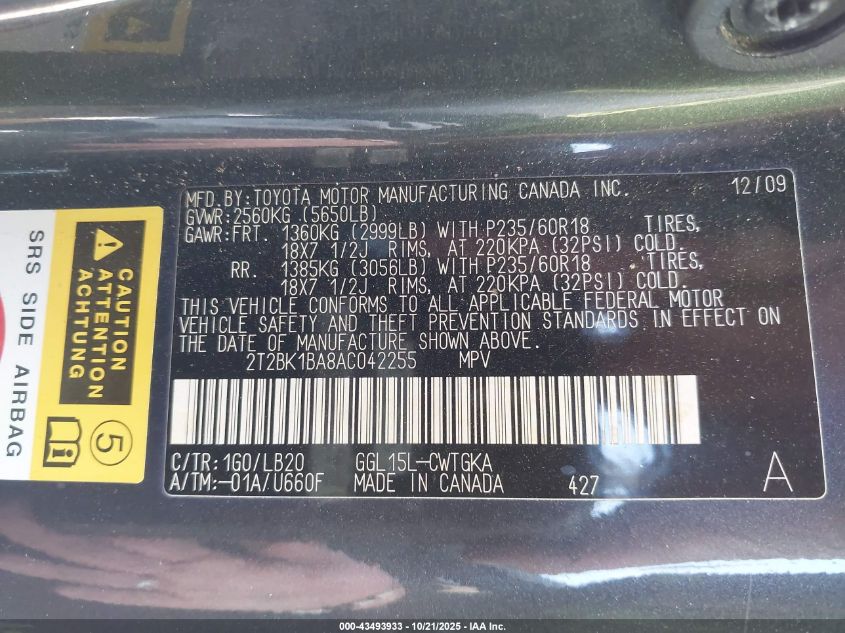 MFD.BY:TOYOTA MOTOR MANUFACTURING CANADA INC. 12/09
GVWR:2560KG (5650LB)
GAWR:FRT. 1360KG (2999LB) WITH P235/60R18 TIRES,
18X7 1/2J RIMS, AT 220KPA (32PSI) COLD.
RR. 1385KG (3056LB) WITH P235/60R18 TIRES,
18X7 1/2J RIMS, AT 220KPA (32PSI) COLD.
THIS VEHICLE CONFORMS TO ALL APPLICABLE FEDERAL MOTOR
VEHICLE SAFETY AND THEFT PREVENTION STANDARDS IN EFFECT ON
THE DATE OF MANUFACTURE SHOWN ABOVE.
2T2BK1BA8AC042255 MPV
C/TR:1G0/LB20 GGL15L-CWTGKA
A/TM:-01A/U660F MADE IN CANADA 427 A
SRS SIDE AIRBAG
CAUTION
ATTENTION
ACHTUNG
5
000-43493933 - 10/21/2025 - IAA Inc.